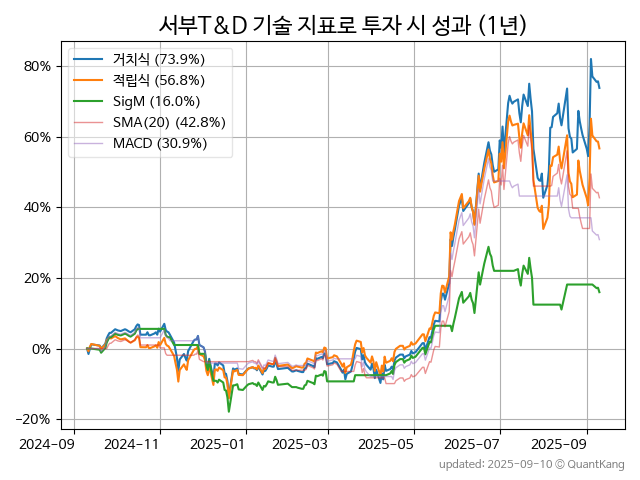 서부T&D 기술 지표로 투자 시 성과 (1년)
거치식 (73.9%)
적립식 (56.8%)
SigM (16.0%)
SMA(20) (42.8%)
MACD (30.9%)
80%
60%
40%
20%
0%
−20%
2024−09 2024−11 2025−01 2025−03 2025−05 2025−07 2025−09
updated: 2025-09-10 © QuantKang